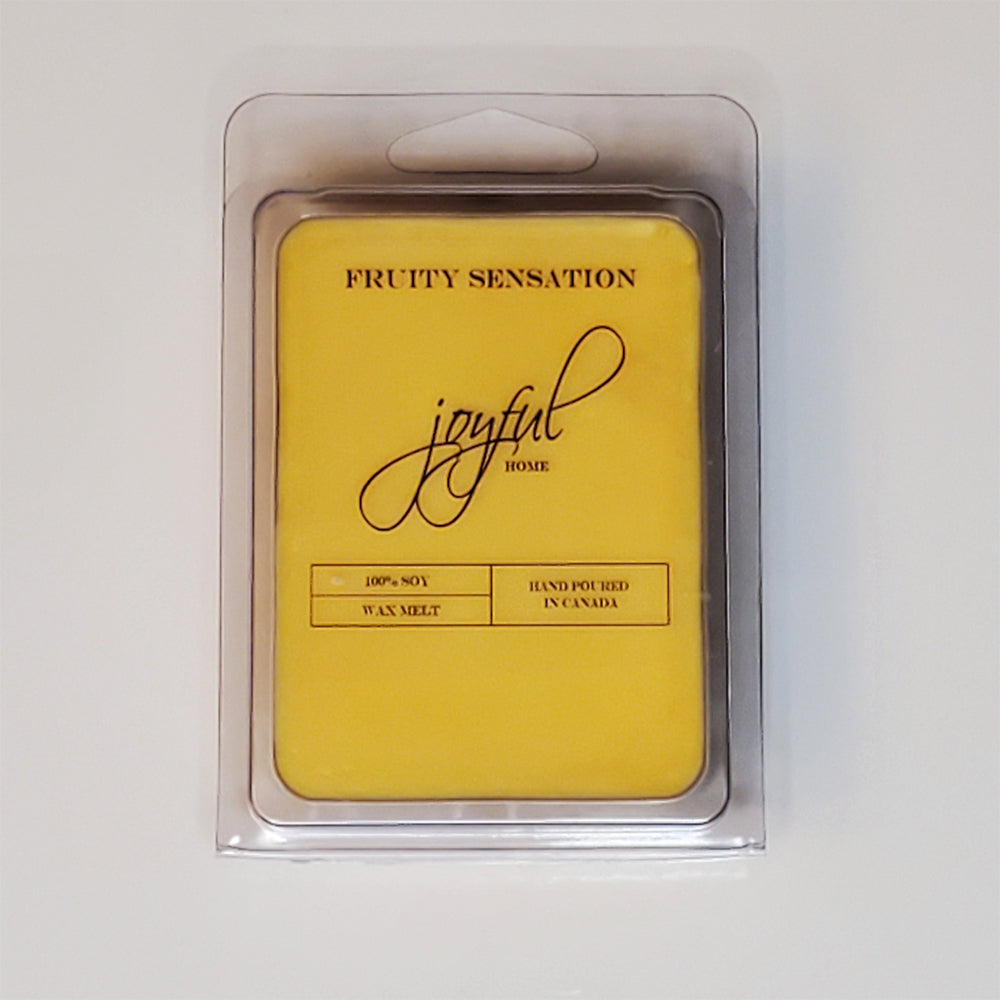 FRUITY SENSATION
joyful
HOME
100% SOY
WAX MELT
HAND POURED
IN CANADA